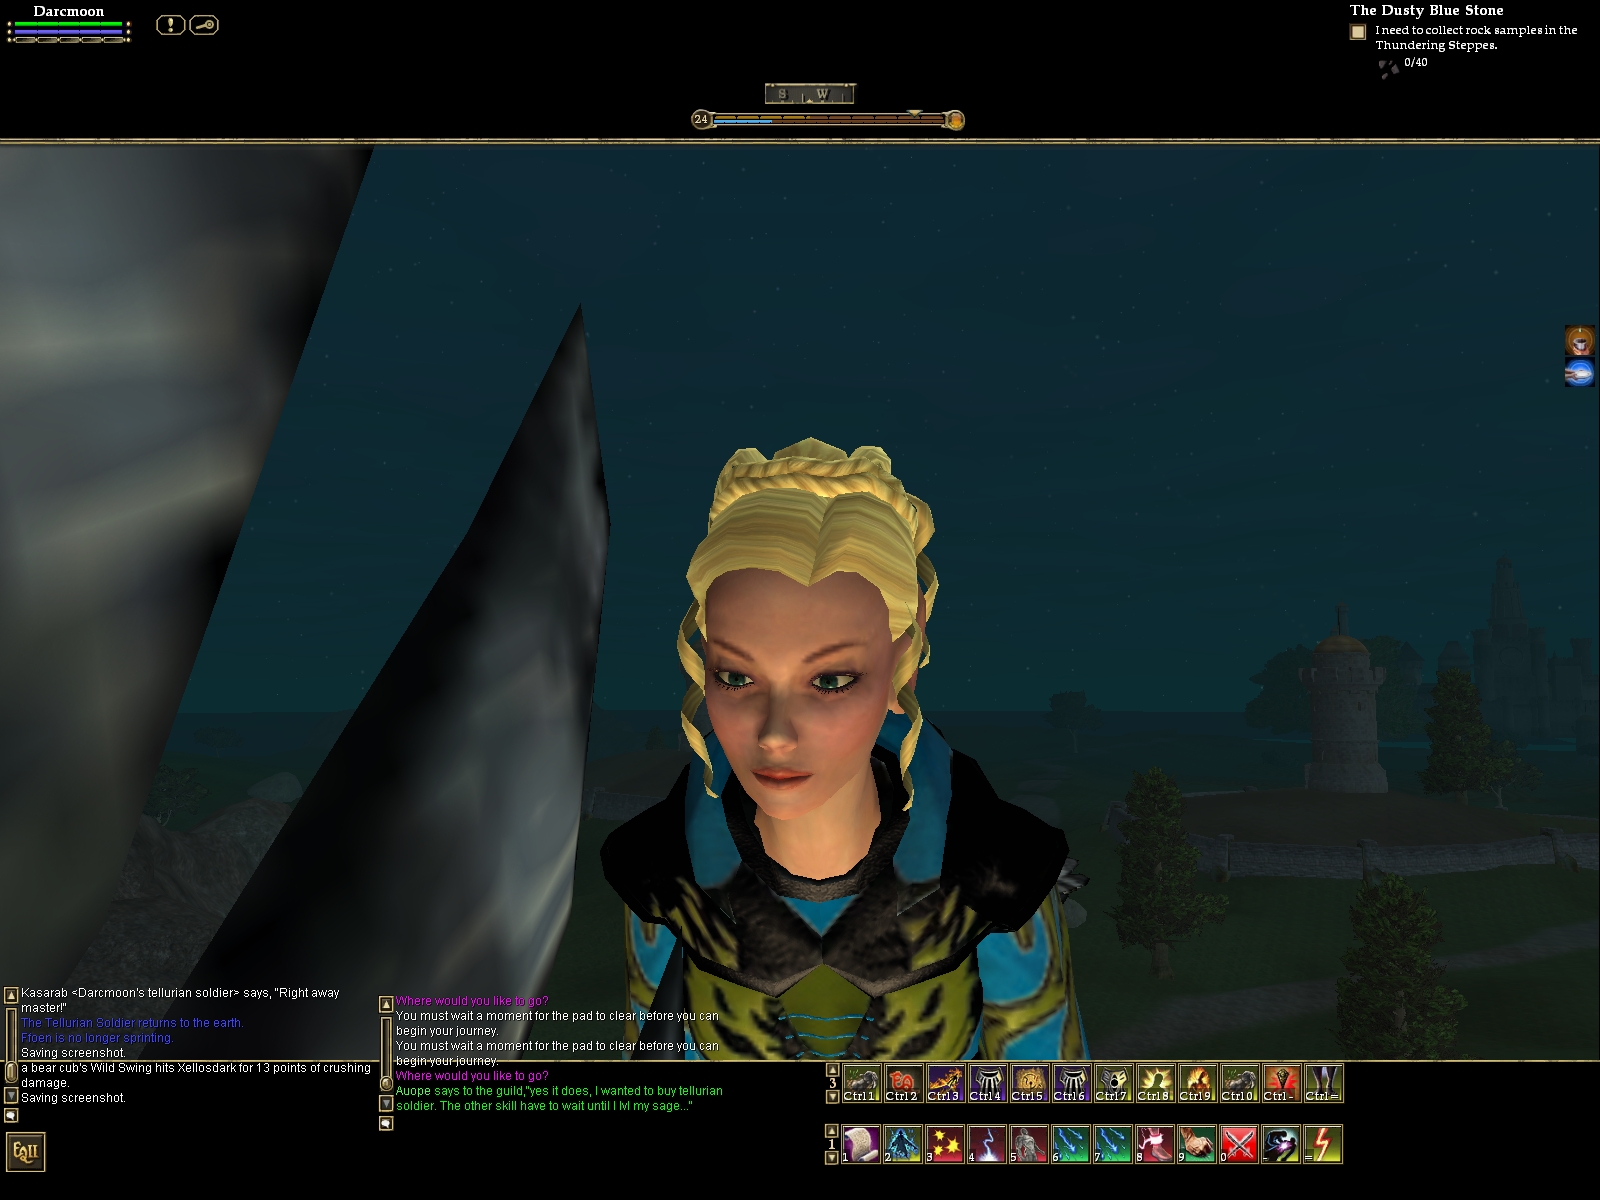 Darcmoon
The Dusty Blue Stone
I need to collect rock samples in the
Thundering Steppes.
0/40
S W
24
Kasarab <Darcmoon's tellurian soldier> says, "Right away
master!"
The Tellurian Soldier returns to the earth.
Ffoen is no longer sprinting.
Saving screenshot.
a bear cub's Wild Swing hits Xellosdark for 13 points of crushing
damage.
Saving screenshot.
Where would you like to go?
You must wait a moment for the pad to clear before you can
begin your journey.
You must wait a moment for the pad to clear before you can
begin your journey.
Where would you like to go?
Auope says to the guild,"yes it does, I wanted to buy tellurian
soldier. The other skill have to wait until I lvl my sage..."
3
Ctrl1 Ctrl2 Ctrl3 Ctrl4 Ctrl5 Ctrl6 Ctrl7 Ctrl8 Ctrl9 Ctrl0 Ctrl- Ctrl=
1
1 2 3 4 5 6 7 8 9 0 - =
EQII